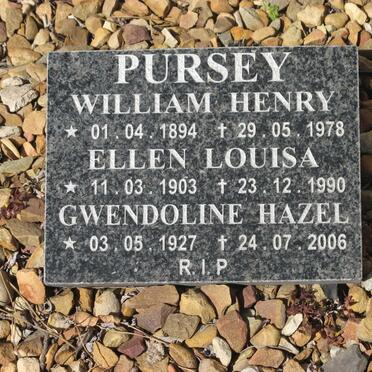 PURSEY
WILLIAM HENRY
★ 01.04.1894 † 29.05.1978
ELLEN LOUISA
★ 11.03.1903 † 23.12.1990
GWENDOLINE HAZEL
★ 03.05.1927 † 24.07.2006
R.I.P